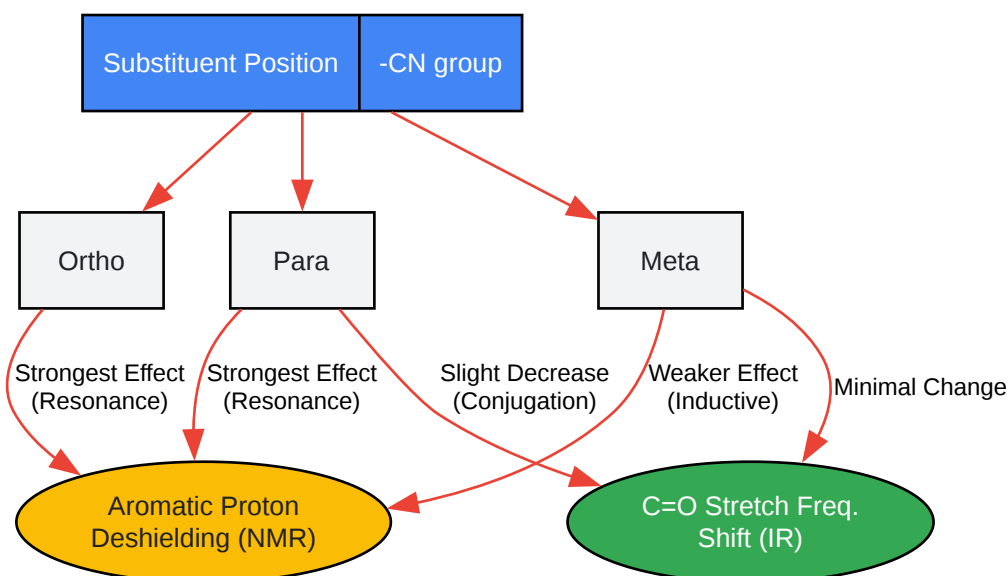 Substituent Position
-CN group
Ortho
Para
Meta
Strongest Effect
(Resonance)
Strongest Effect
(Resonance)
Slight Decrease
(Conjugation)
Weaker Effect
(Inductive)
Minimal Change
Aromatic Proton
Deshielding (NMR)
C=O Stretch Freq.
Shift (IR)